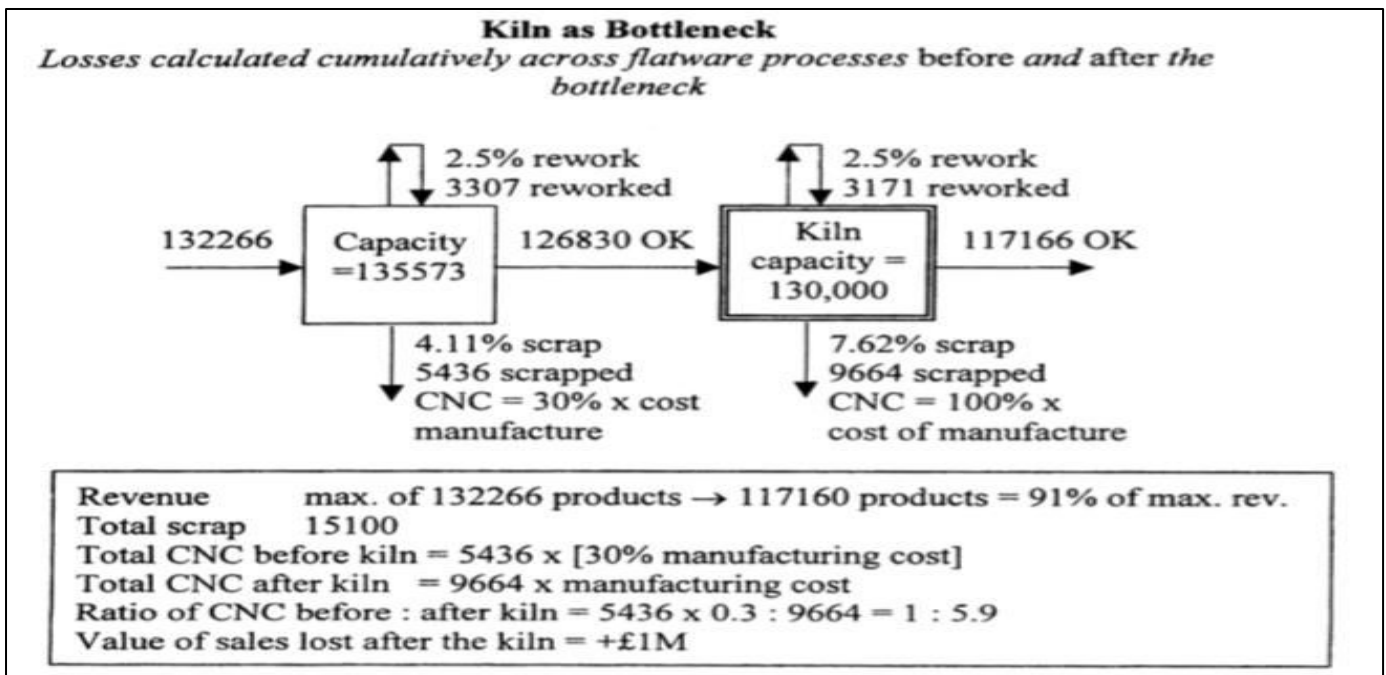 Kiln as Bottleneck
Losses calculated cumulatively across flatware processes before and after the
bottleneck
2.5% rework
3307 reworked
2.5% rework
3171 reworked
132266
Capacity
=135573
126830 OK
Kiln
capacity =
130,000
117166 OK
4.11% scrap
5436 scrapped
CNC = 30% x cost
manufacture
7.62% scrap
9664 scrapped
CNC = 100% x
cost of manufacture
Revenue max. of 132266 products → 117160 products = 91% of max. rev.
Total scrap 15100
Total CNC before kiln = 5436 x [30% manufacturing cost]
Total CNC after kiln = 9664 x manufacturing cost
Ratio of CNC before : after kiln = 5436 x 0.3 : 9664 = 1 : 5.9
Value of sales lost after the kiln = +£1M